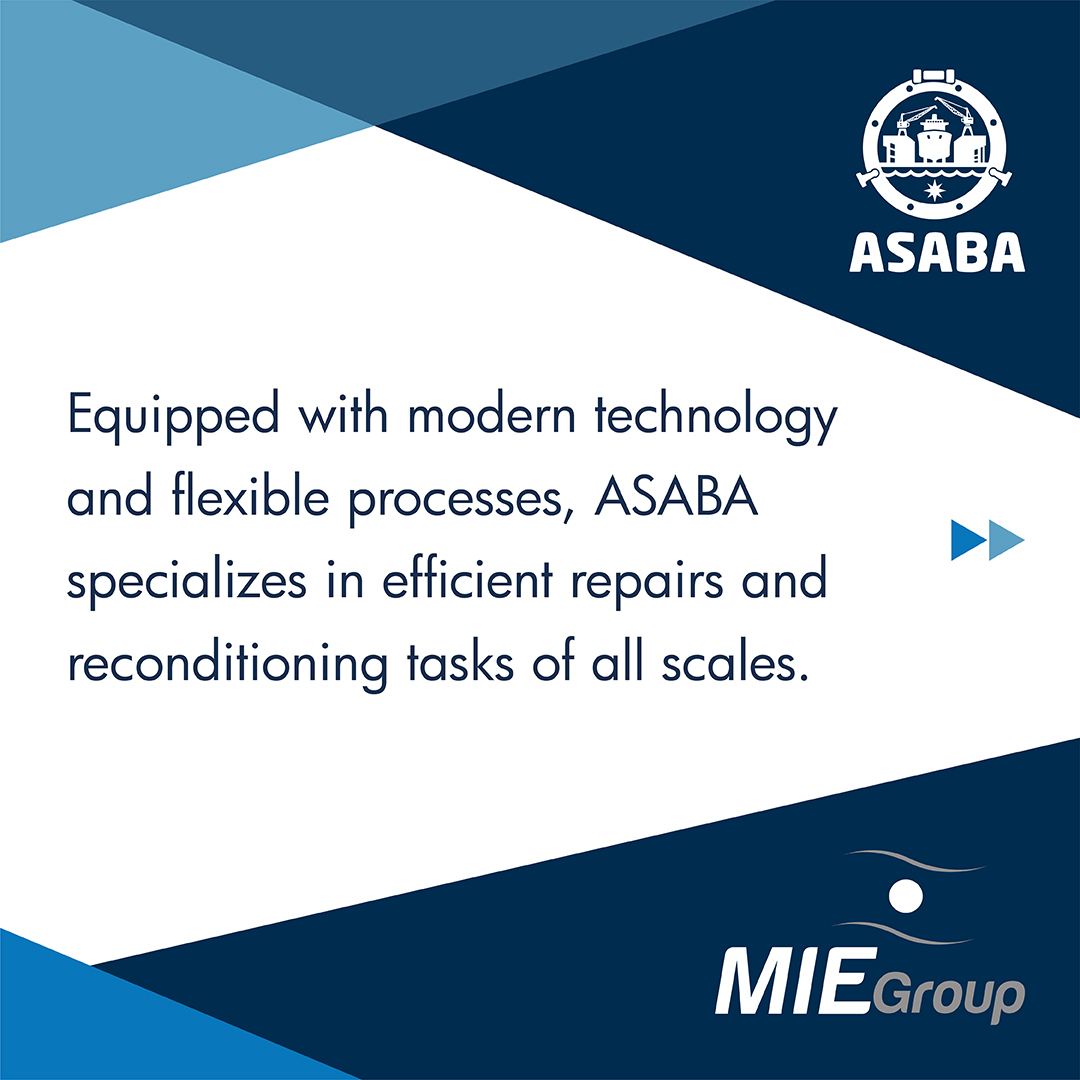 ASABA
Equipped with modern technology
and flexible processes, ASABA
specializes in efficient repairs and
reconditioning tasks of all scales.
MIEGroup